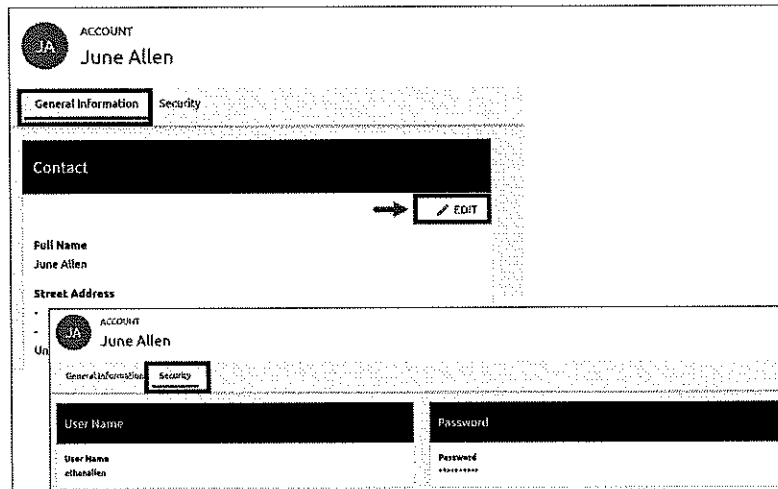 JA
ACCOUNT
June Allen
General Information Security
Contact
EDIT
Full Name
June Allen
Street Address
-
-
Un
JA
ACCOUNT
June Allen
General Information Security
User Name Password
User Name Password
ethanallen **********